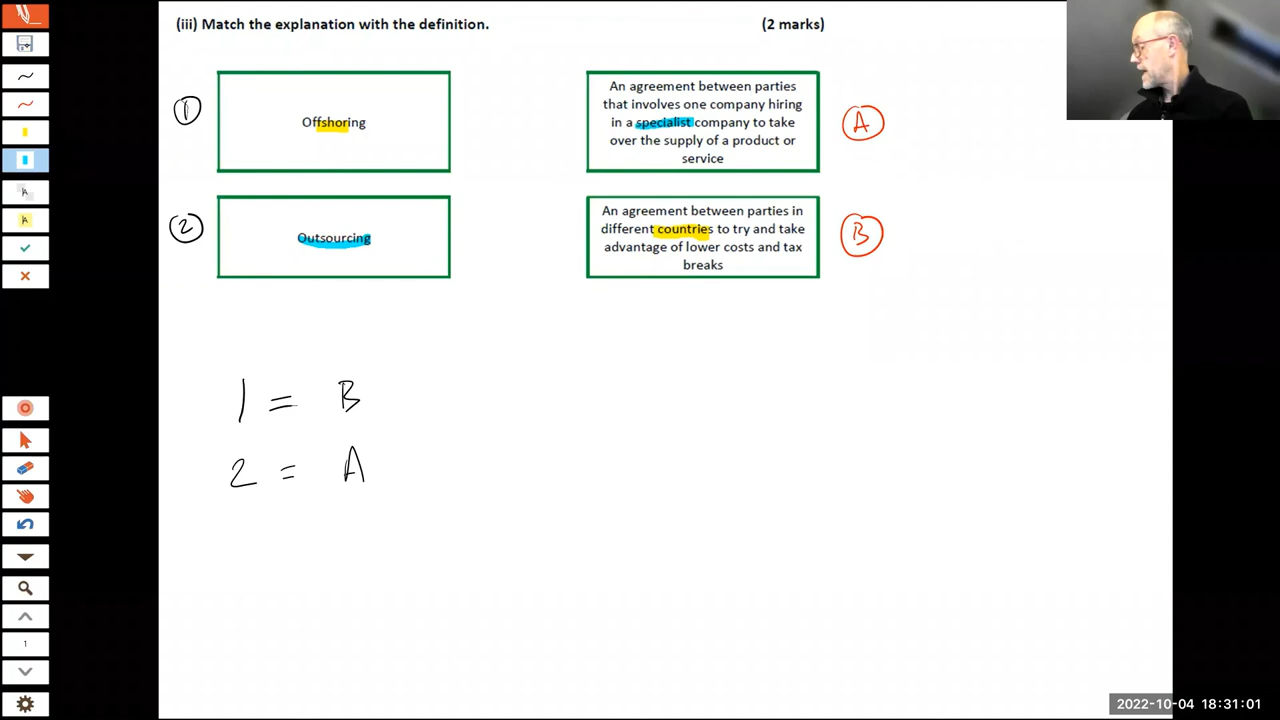 (iii) Match the explanation with the definition. (2 marks)
1
Offshoring
An agreement between parties
that involves one company hiring
in a specialist company to take
over the supply of a product or
service
A
2
Outsourcing
An agreement between parties in
different countries to try and take
advantage of lower costs and tax
breaks
B
1 = B
2 = A
1
2022-10-04 18:31:01